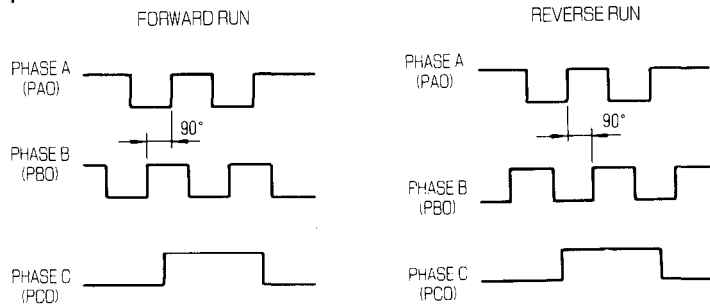 FORWARD RUN
PHASE A
(PAO)
90°
PHASE B
(PBO)
PHASE C
(PCO)
REVERSE RUN
PHASE A
(PAO)
90°
PHASE B
(PBO)
PHASE C
(PCO)